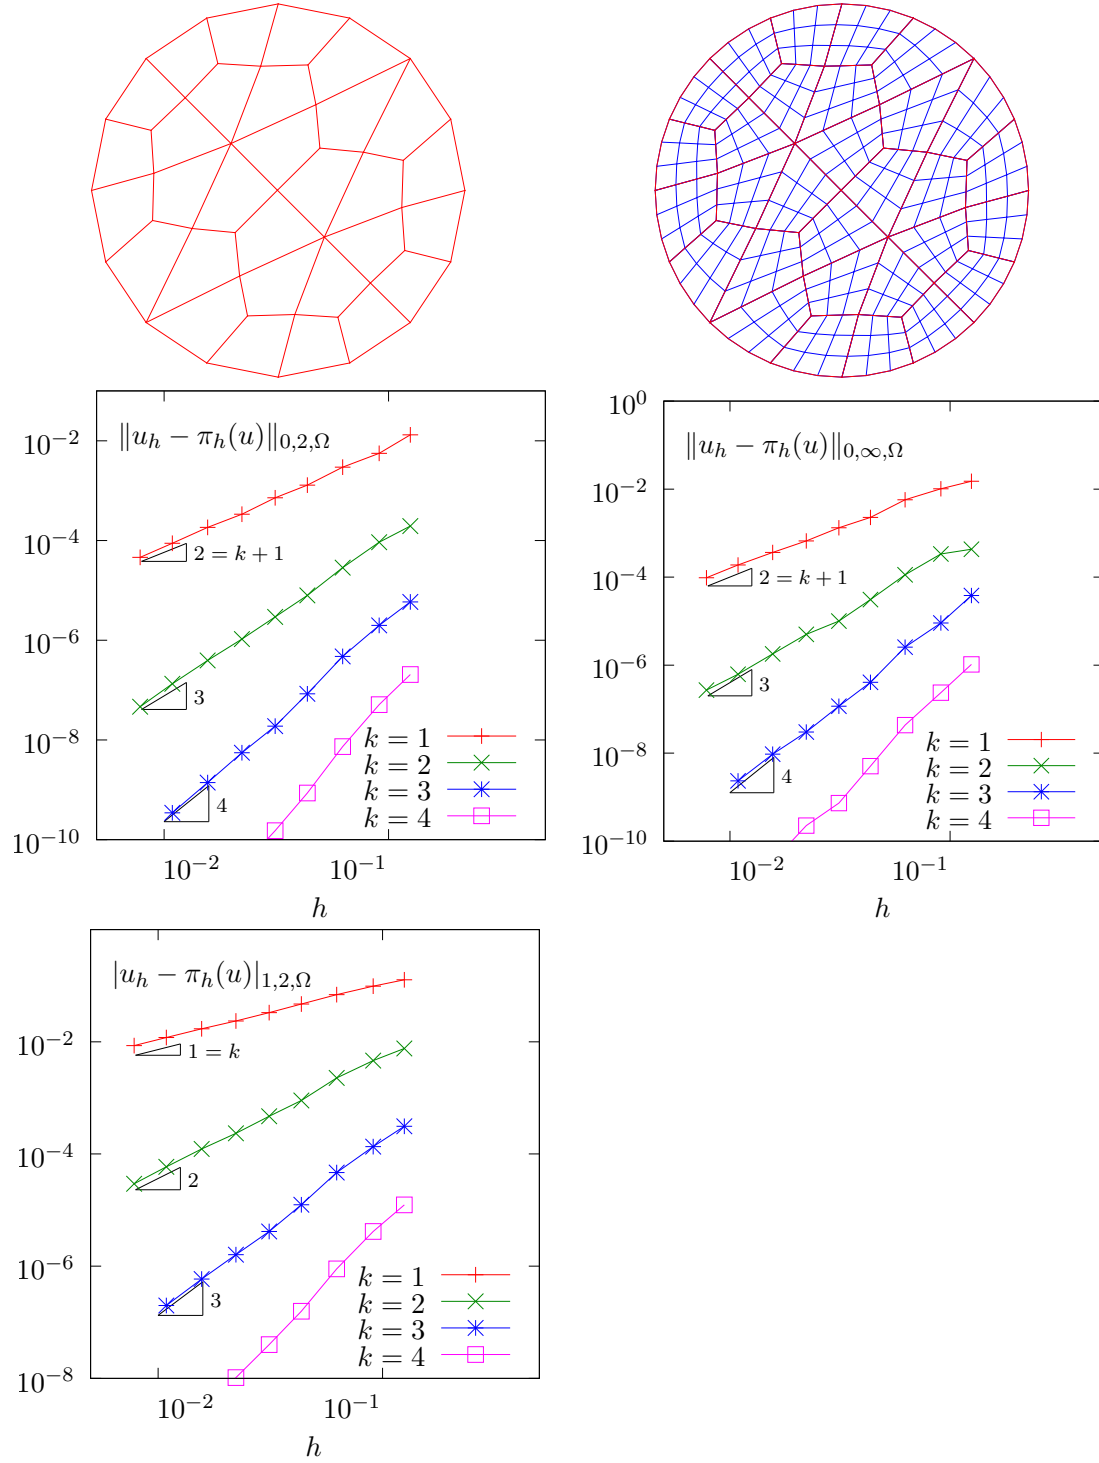 ‖u_h − π_h(u)‖_{0,2,Ω}
10^{-2}
10^{-4}
10^{-6}
10^{-8}
10^{-10}
2 = k + 1
3
4
k = 1
k = 2
k = 3
k = 4
10^{-2} 10^{-1}
h
‖u_h − π_h(u)‖_{0,∞,Ω}
10^{0}
10^{-2}
10^{-4}
10^{-6}
10^{-8}
10^{-10}
2 = k + 1
3
4
k = 1
k = 2
k = 3
k = 4
10^{-2} 10^{-1}
h
|u_h − π_h(u)|_{1,2,Ω}
10^{-2}
10^{-4}
10^{-6}
10^{-8}
1 = k
2
3
k = 1
k = 2
k = 3
k = 4
10^{-2} 10^{-1}
h